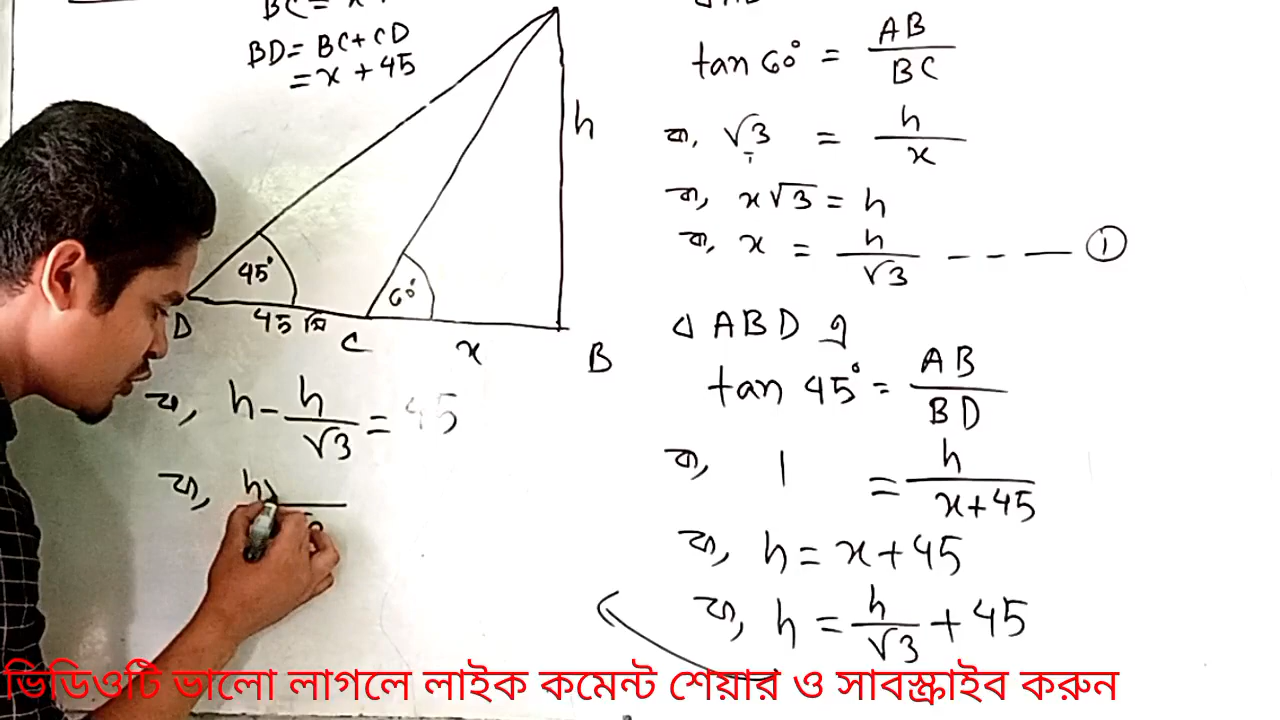 BC = x
BD = BC + CD
= x + 45
h
45°
60°
D
45 মি
C
x
B
বা, h - h/√3 = 45
বা, h
tan 60° = AB/BC
বা, √3 = h/x
বা, x√3 = h
বা, x = h/√3 - - — ①
Δ ABD এ
tan 45° = AB/BD
বা, 1 = h/x+45
বা, h = x + 45
বা, h = h/√3 + 45
ভিডিওটি ভালো লাগলে লাইক কমেন্ট শেয়ার ও সাবস্ক্রাইব করুন